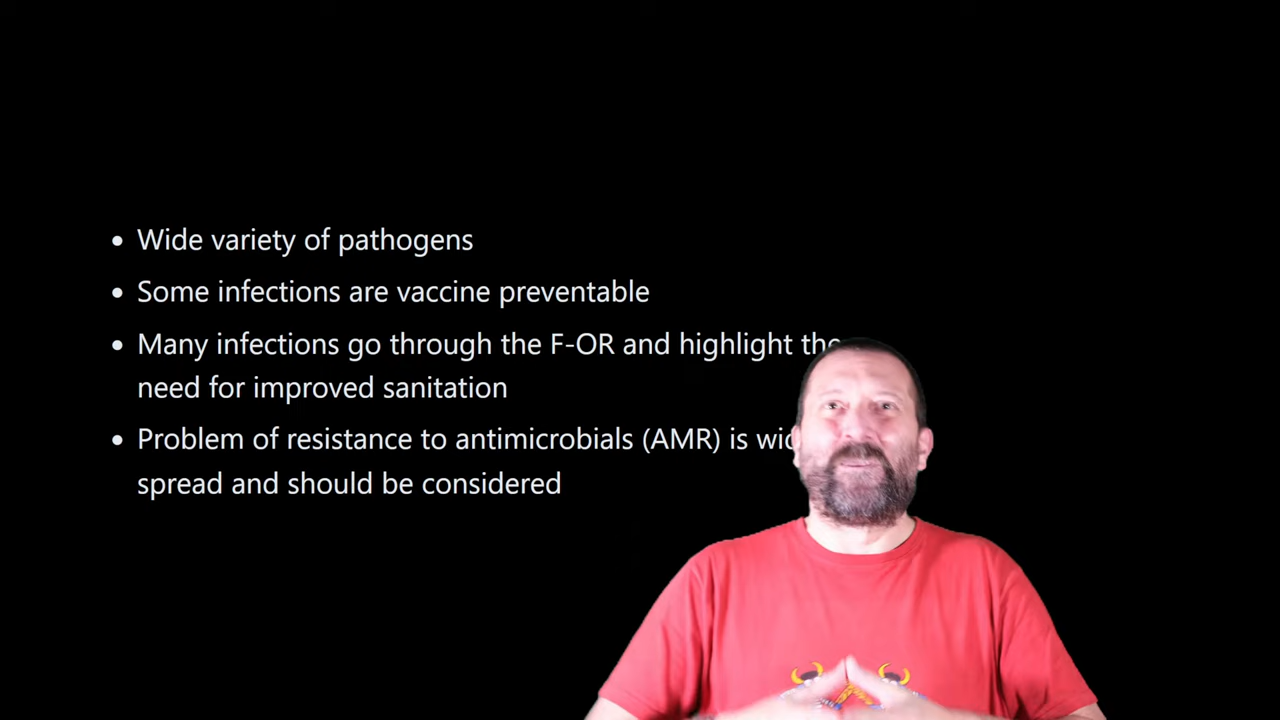 Wide variety of pathogens
Some infections are vaccine preventable
Many infections go through the F-OR and highlight the
need for improved sanitation
Problem of resistance to antimicrobials (AMR) is
spread and should be considered